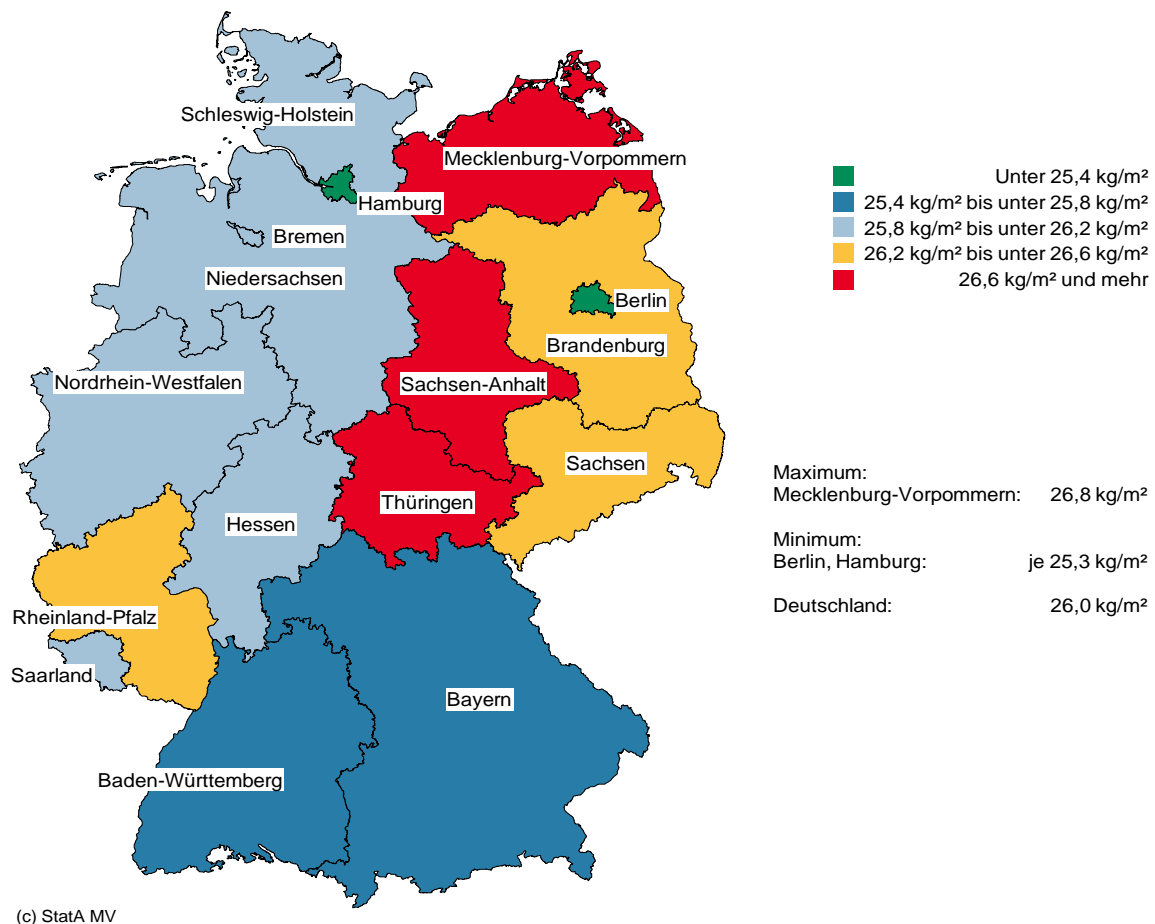 Schleswig-Holstein
Mecklenburg-Vorpommern
Hamburg
Bremen
Niedersachsen
Berlin
Brandenburg
Nordrhein-Westfalen
Sachsen-Anhalt
Sachsen
Thüringen
Hessen
Rheinland-Pfalz
Saarland
Bayern
Baden-Württemberg
Unter 25,4 kg/m²
25,4 kg/m² bis unter 25,8 kg/m²
25,8 kg/m² bis unter 26,2 kg/m²
26,2 kg/m² bis unter 26,6 kg/m²
26,6 kg/m² und mehr
Maximum:
Mecklenburg-Vorpommern: 26,8 kg/m²
Minimum:
Berlin, Hamburg: je 25,3 kg/m²
Deutschland: 26,0 kg/m²
(c) StatA MV